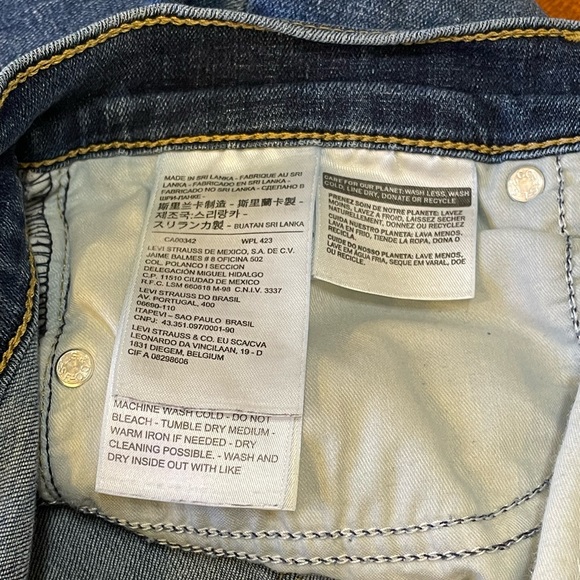 MADE IN SRI LANKA - FABRIQUE AU SRI
LANKA - FABRICADO EN SRI LANKA -
FABRICADO NO SRI LANKA - СДЕЛАНО В
ШРИ-ЛАНКЕ -
斯里兰卡制造 - 斯里蘭卡製
제조국:스리랑카 -
スリランカ製 - BUATAN SRI LANKA
CA00342 WPL 423
LEVI STRAUSS DE MEXICO, S.A. DE C.V.
JAIME BALMES # 8 OFICINA 502
COL. POLANCO I SECCION
DELEGACIÓN MIGUEL HIDALGO
C.P. 11510 CIUDAD DE MEXICO
R.F.C. LSM 660618 M-98 C.N.I.V. 3337
LEVI STRAUSS DO BRASIL
AV. PORTUGAL, 400
06690-110
ITAPEVI - SAO PAULO BRASIL
CNPJ: 43.351.097/0001-90
LEVI STRAUSS & CO. EU SCA/CVA
LEONARDO DA VINCILAAN, 19 - D
1831 DIEGEM, BELGIUM
CIF A 08298606
MACHINE WASH COLD - DO NOT
BLEACH - TUMBLE DRY MEDIUM -
WARM IRON IF NEEDED - DRY
CLEANING POSSIBLE. - WASH AND
DRY INSIDE OUT WITH LIKE
CARE FOR OUR PLANET: WASH LESS, WASH
COLD, LINE DRY, DONATE OR RECYCLE
PRENEZ SOIN DE NOTRE PLANETE: LAVEZ
MOINS, LAVEZ A FROID, LAISSEZ SECHER
NATURELLEMENT, DONNEZ OU RECYCLEZ
CUIDA NUESTRO PLANETA: LAVA MENOS,
LAVA EN FRIO, TIENDE LA ROPA, DONA O
RECICLA
CUIDE DO NOSSO PLANETA: LAVE MENOS,
LAVE EM ÁGUA FRIA, SEQUE EM VARAL, DOE
OU RECICLE